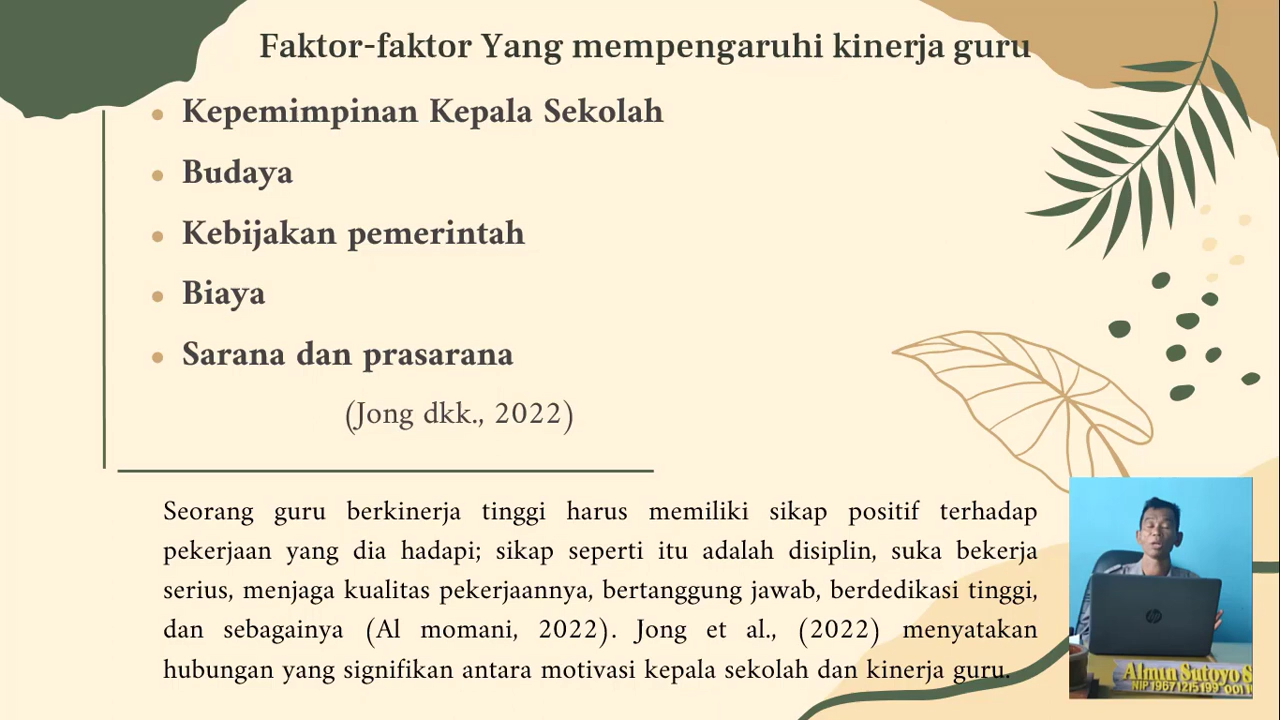 Faktor-faktor Yang mempengaruhi kinerja guru
Kepemimpinan Kepala Sekolah
Budaya
Kebijakan pemerintah
Biaya
Sarana dan prasarana
(Jong dkk., 2022)
Seorang guru berkinerja tinggi harus memiliki sikap positif terhadap
pekerjaan yang dia hadapi; sikap seperti itu adalah disiplin, suka bekerja
serius, menjaga kualitas pekerjaannya, bertanggung jawab, berdedikasi tinggi,
dan sebagainya (Al momani, 2022). Jong et al., (2022) menyatakan
hubungan yang signifikan antara motivasi kepala sekolah dan kinerja guru.
hp
Sutoyo S
NIP